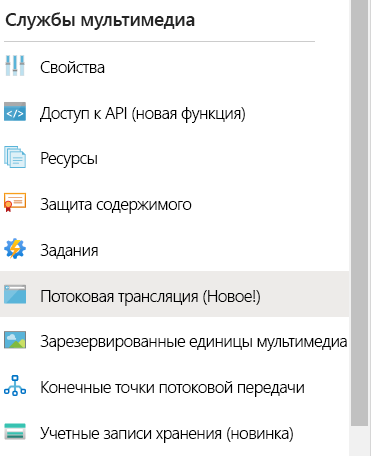 Службы мультимедиа
Свойства
Доступ к API (новая функция)
Ресурсы
Защита содержимого
Задания
Потоковая трансляция (Новое!)
Зарезервированные единицы мультимедиа
Конечные точки потоковой передачи
Учетные записи хранения (новинка)